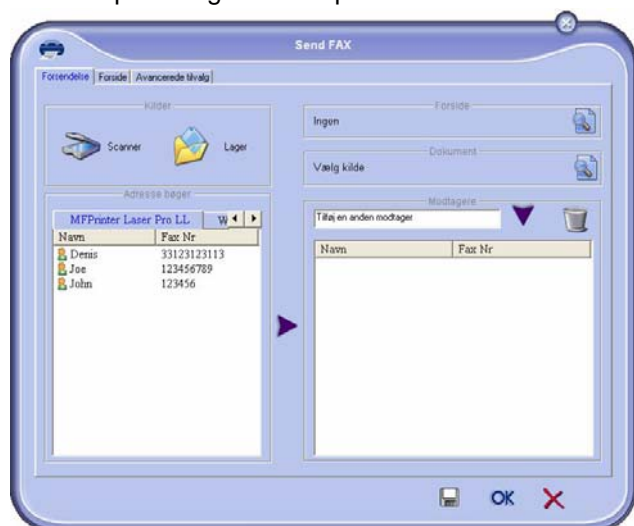 Send FAX
Forsendelse Forside Avancerede tilvalg
Kilder
Scanner Lager
Adresse bøger
MFPrinter Laser Pro LL W
Navn Fax Nr
Denis 33123123113
Joe 123456789
John 123456
Forside
Ingen
Dokument
Vælg kilde
Modtagere
Tilføj en anden modtager
Navn Fax Nr
OK